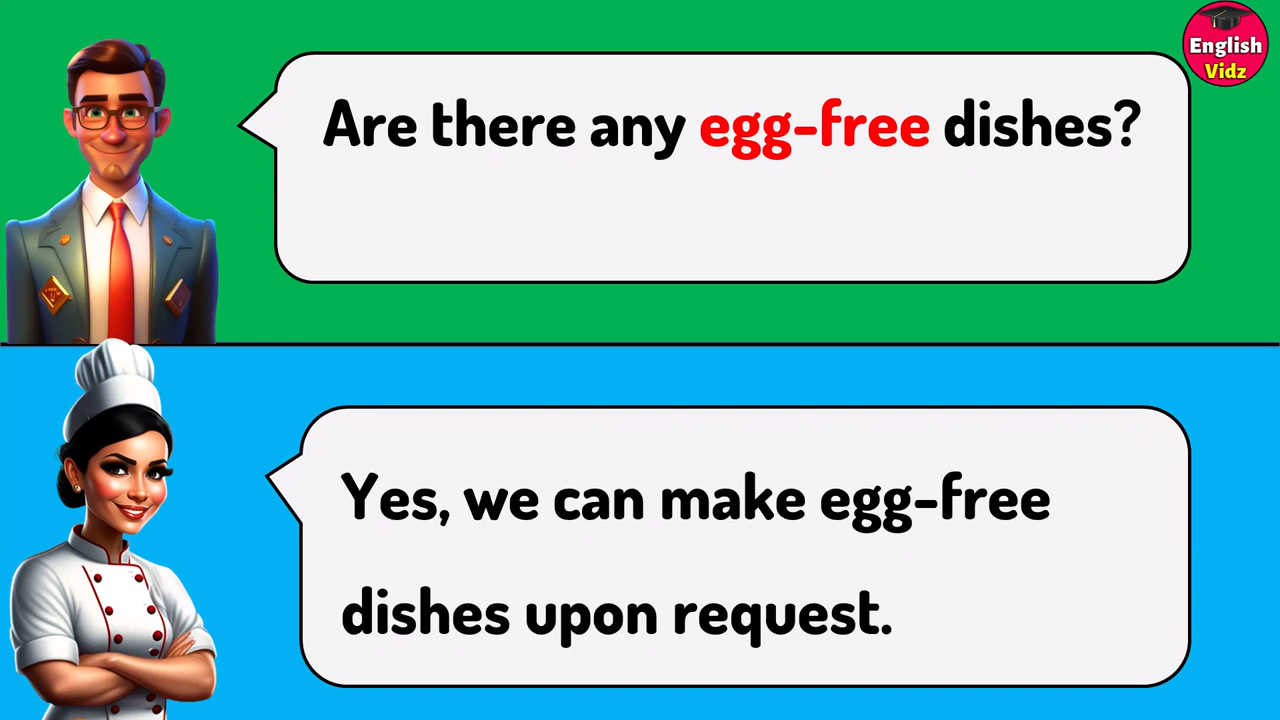 English
Vidz
Are there any egg-free dishes?
Yes, we can make egg-free
dishes upon request.